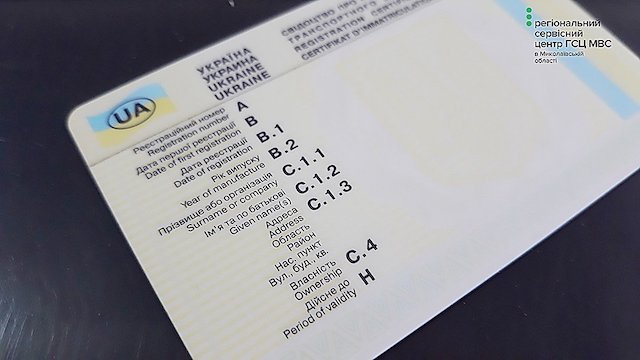 регіональний
сервісний
центр ГСЦ МВС
в Миколаївській
області
СВІДОЦТВО ПРО
ТРАНСПОРТНОГО
REGISTRATION CERTIFICA
CERTIFICAT D'IMMATRICULA
УКРАЇНА
УКРАИНА
UKRAINE
UKRAINE
UA
Реєстраційний номер A
Registration number
Дата першої реєстрації B
Date of first registration
Дата реєстрації B.1
Date of registration
Рік випуску B.2
Year of manufacture
Прізвище або організація C.1.1
Surname or company
Ім'я та по батькові C.1.2
Given name(s)
Адреса C.1.3
Address
Область
Район
Нас. пункт
Вул., буд., кв.
Власність C.4
Ownership
Дійсне до H
Period of validity